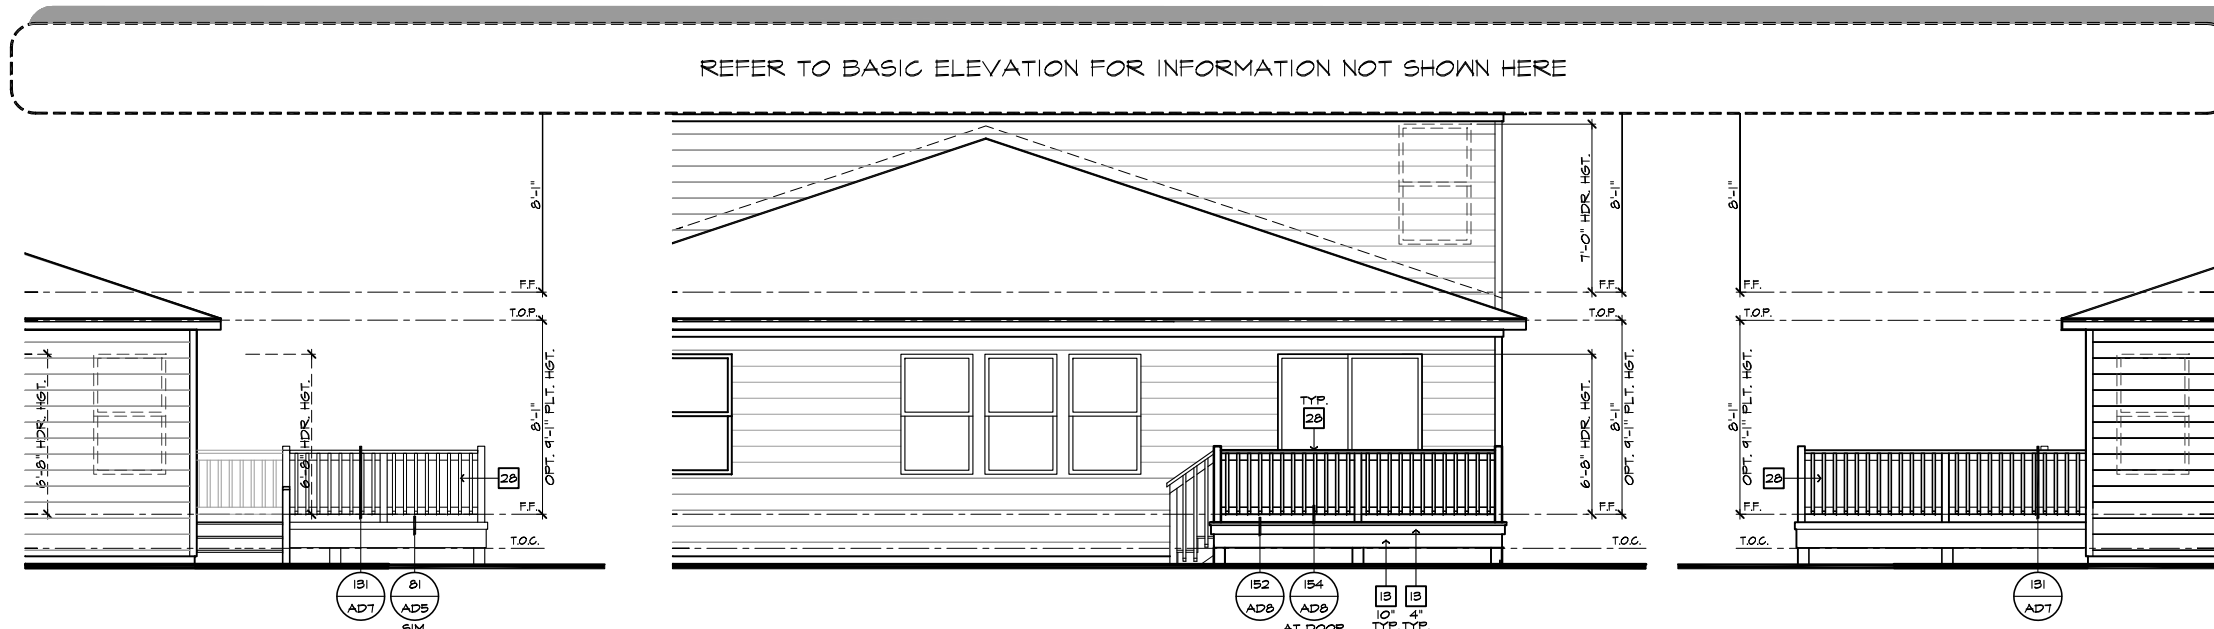 REFER TO BASIC ELEVATION FOR INFORMATION NOT SHOWN HERE
8'-1"
F.F.
T.O.P.
6'-8" HDR. HGT.
6'-8" HDR. HGT.
8'-1"
OPT. 9'-1" PLT. HGT.
28
F.F.
T.O.C.
131
AD7
81
AD5
SIM.
7'-0" HDR. HGT.
8'-1"
F.F.
T.O.P.
TYP.
28
6'-8" HDR. HGT.
8'-1"
OPT. 9'-1" PLT. HGT.
F.F.
T.O.C.
152
AD8
154
AD8
AT DOOR
13
10"
TYP.
13
4"
TYP.
8'-1"
F.F.
T.O.P.
8'-1"
OPT. 9'-1" PLT. HGT.
28
F.F.
T.O.C.
131
AD7